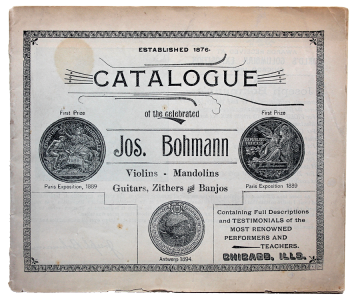 ESTABLISHED 1876.
CATALOGUE
of the celebrated
First Prize
First Prize
Jos. Bohmann
Violins - Mandolins
Guitars, Zithers and Banjos
Paris Exposition, 1889
Paris Exposition, 1889
Containing Full Descriptions
and TESTIMONIALS of the
MOST RENOWNED
PERFORMERS AND
TEACHERS.
CHICAGO, ILLS.
Antwerp 1894